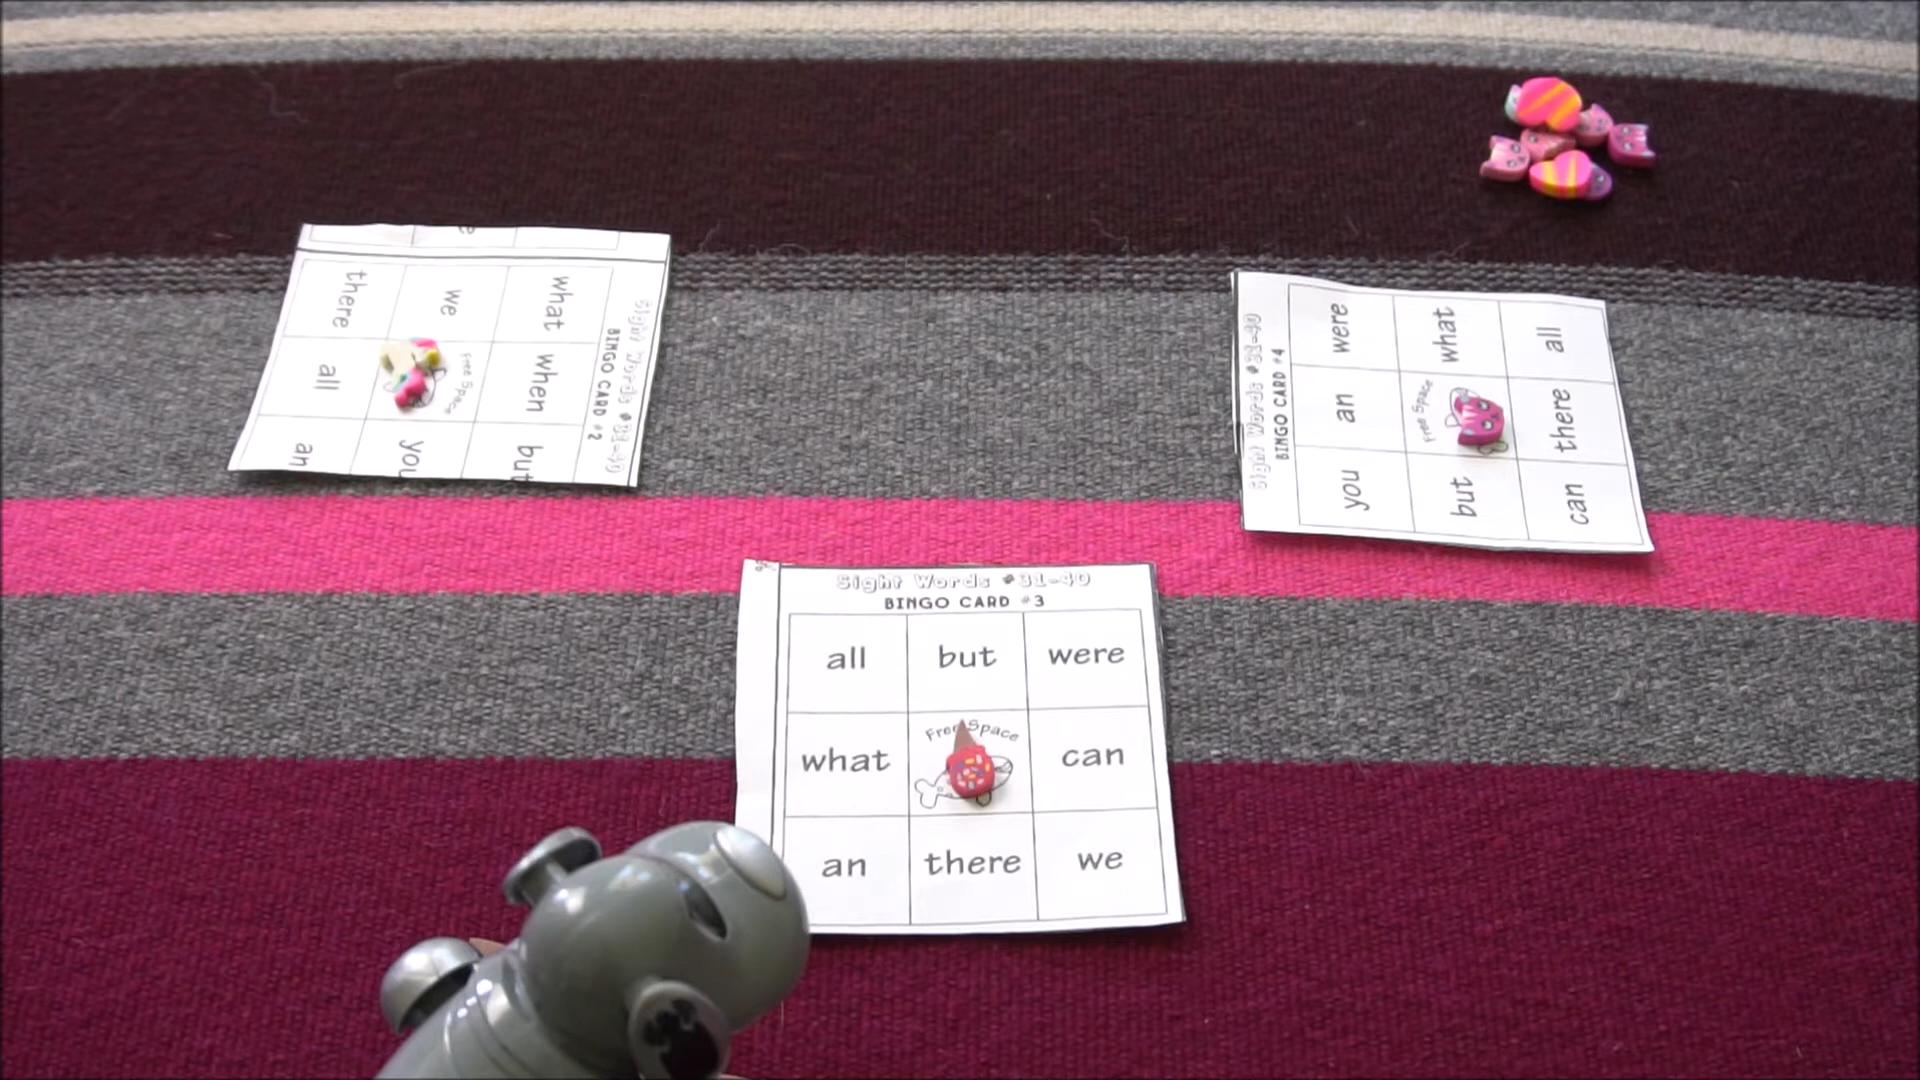 Sight Words #31-40
BINGO CARD #2
what when but
we Free Space you
there all an
Sight Words #31-40
BINGO CARD #4
you an were
but Free Space what
can there all
Sight Words #31-40
BINGO CARD #3
all but were
what Free Space can
an there we